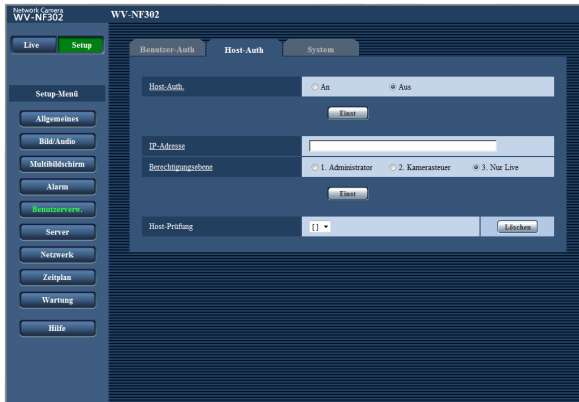 Network Camera
WV-NF302
WV-NF302
Live Setup
Benutzer-Auth Host-Auth System
Setup-Menü
Host-Auth. An Aus
Einst
Allgemeines
Bild/Audio
Multibildschirm
Alarm
Benutzerverw.
Server
Netzwerk
Zeitplan
Wartung
Hilfe
IP-Adresse
Berechtigungsebene 1. Administrator 2. Kamerasteuer 3. Nur Live
Einst
Host-Prüfung [] Löschen